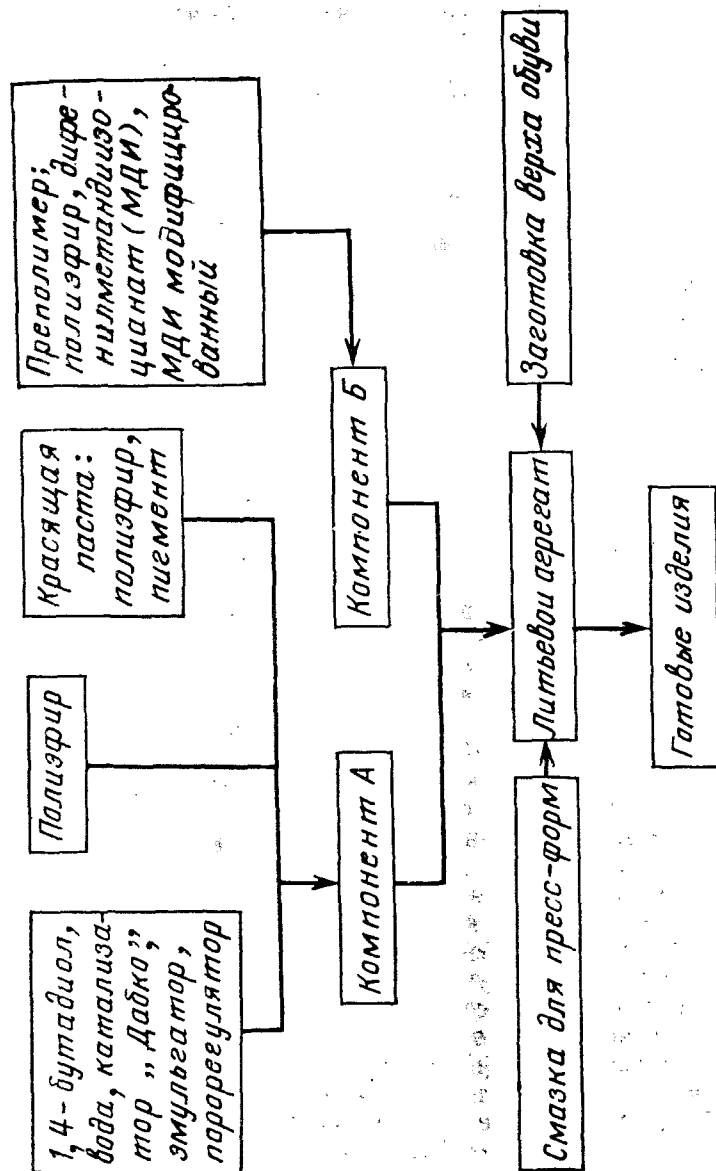 1,4-бутадиол,
вода, катализа-
тор „Дабко”,
эмульгатор,
порорегулятор
Полиэфир
Красящая
паста:
полиэфир,
пигмент
Преполимер;
полиэфир, дифе-
нилметандиизо-
цианат (МДИ),
МДИ модифициро
ванный
Компонент А
Компонент Б
Смазка для пресс-форм
Литьевои агрегат
Заготовка верха обуви
Готовые изделия